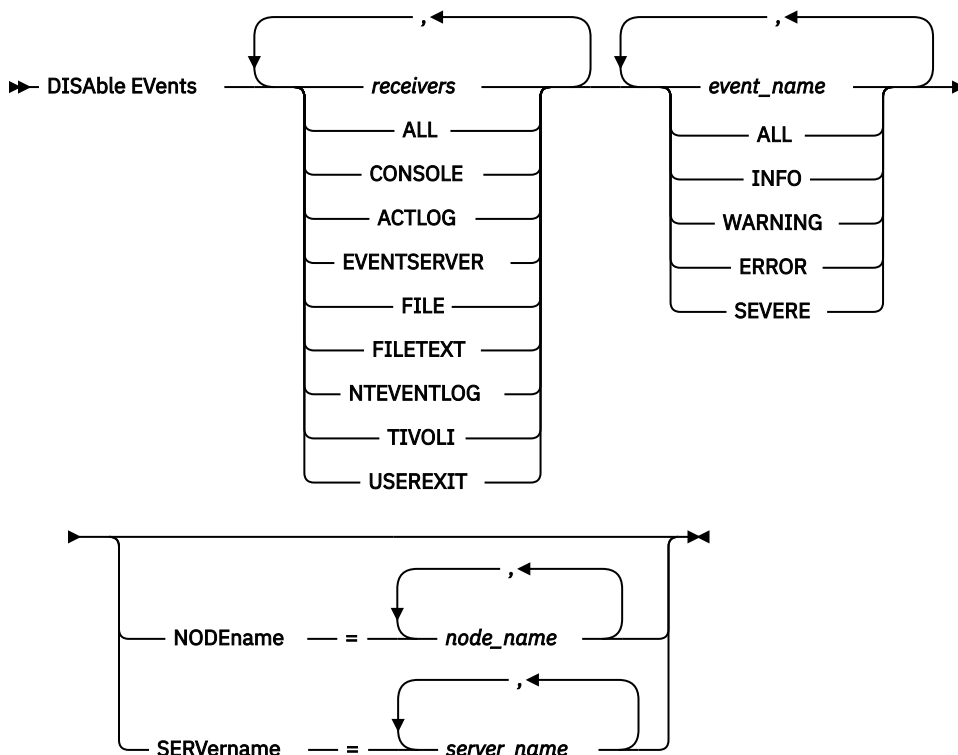 , ,
DISAble EVents receivers event_name
ALL ALL
CONSOLE INFO
ACTLOG WARNING
EVENTSERVER ERROR
FILE SEVERE
FILETEXT
NTEVENTLOG
TIVOLI
USEREXIT
,
NODEname = node_name
,
SERVername = server_name